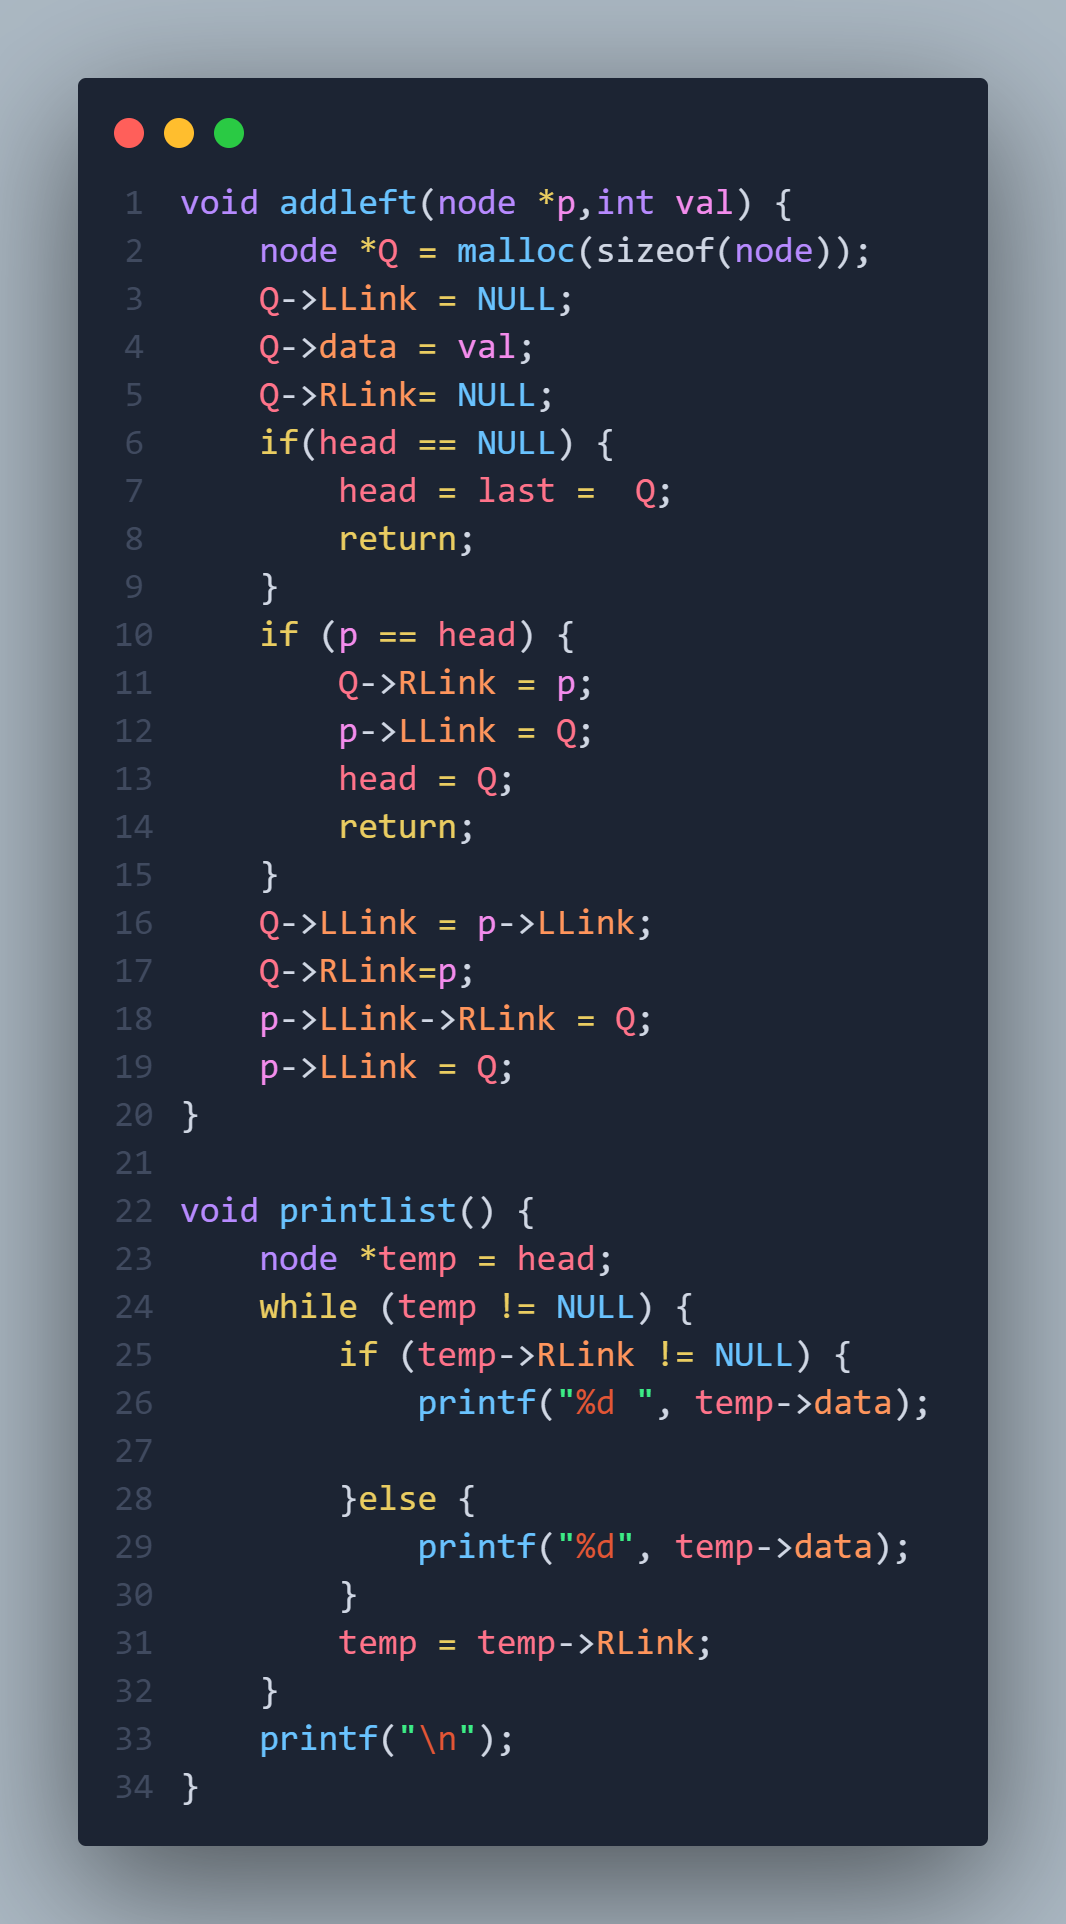 1 void addleft(node *p,int val) {
2     node *Q = malloc(sizeof(node));
3     Q->LLink = NULL;
4     Q->data = val;
5     Q->RLink= NULL;
6     if(head == NULL) {
7         head = last =  Q;
8         return;
9     }
10     if (p == head) {
11         Q->RLink = p;
12         p->LLink = Q;
13         head = Q;
14         return;
15     }
16     Q->LLink = p->LLink;
17     Q->RLink=p;
18     p->LLink->RLink = Q;
19     p->LLink = Q;
20 }
21
22 void printlist() {
23     node *temp = head;
24     while (temp != NULL) {
25         if (temp->RLink != NULL) {
26             printf("%d ", temp->data);
27
28         }else {
29             printf("%d", temp->data);
30         }
31         temp = temp->RLink;
32     }
33     printf("\n");
34 }